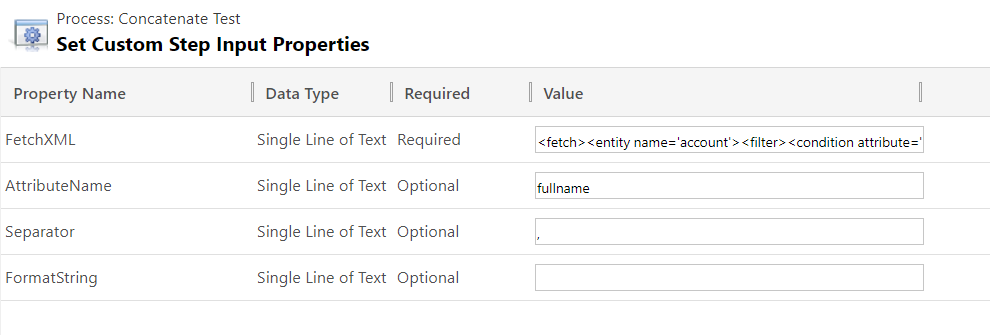 Process: Concatenate Test
Set Custom Step Input Properties
Property Name Data Type Required Value
FetchXML Single Line of Text Required <fetch><entity name='account'><filter><condition attribute='
AttributeName Single Line of Text Optional fullname
Separator Single Line of Text Optional ,
FormatString Single Line of Text Optional